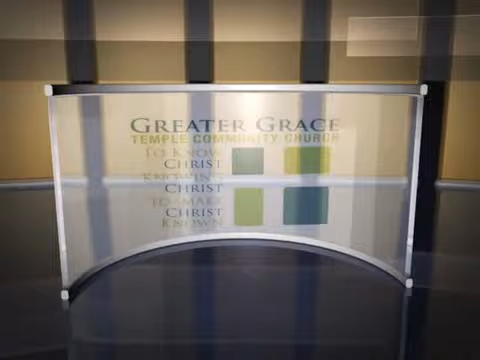 GREATER GRACE
TEMPLE COMMUNITY CHURCH
TO KNOW
CHRIST
KNOWING
CHRIST
TO MAKE
CHRIST
KNOWN